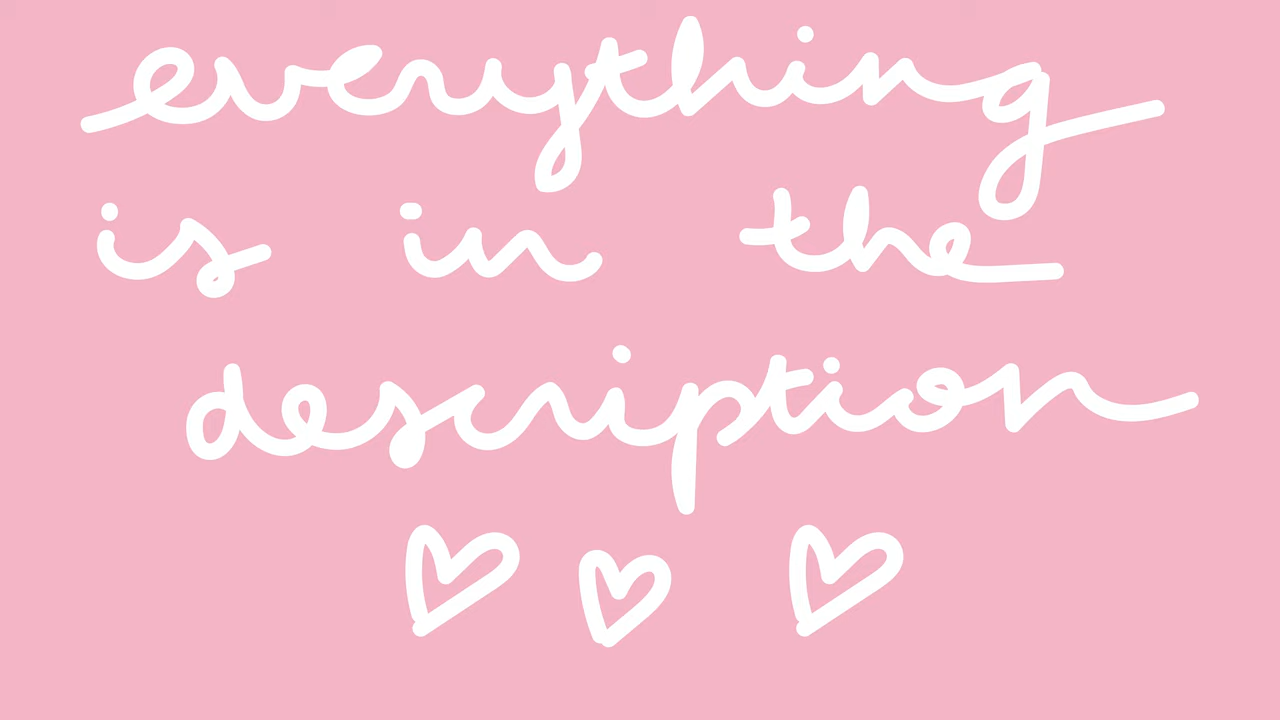 everything
is in the
description